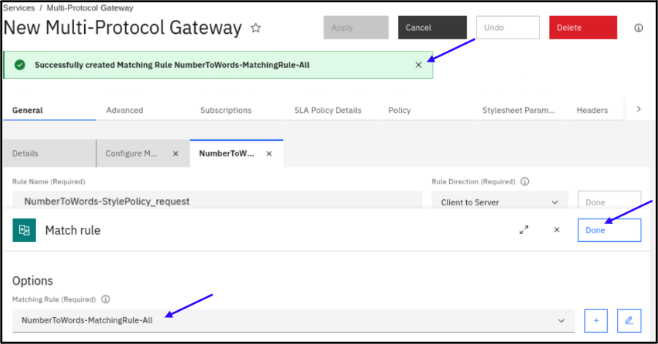 Services / Multi-Protocol Gateway
New Multi-Protocol Gateway
Apply Cancel Undo Delete
Successfully created Matching Rule NumberToWords-MatchingRule-All
General Advanced Subscriptions SLA Policy Details Policy Stylesheet Param... Headers
Details Configure M... NumberToW...
Rule Name (Required) Rule Direction (Required)
NumberToWords-StylePolicy_request Client to Server Done
Match rule Done
Options
Matching Rule (Required)
NumberToWords-MatchingRule-All